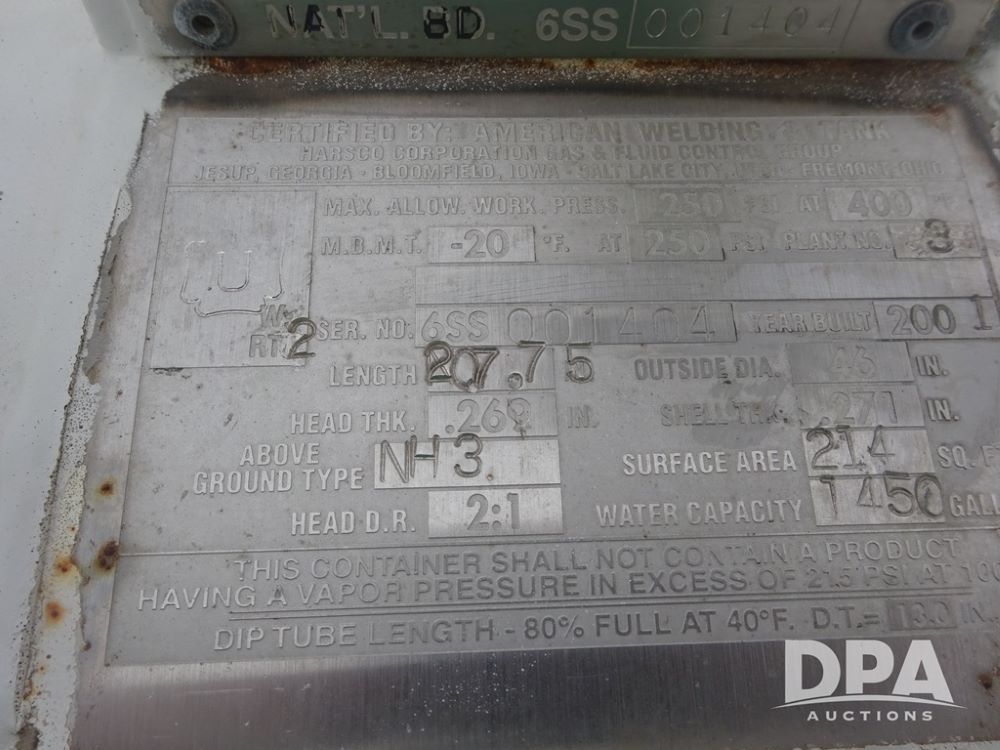 NAT'L. BD. 6SS 001404
CERTIFIED BY: AMERICAN WELDING & TANK
HARSCO CORPORATION GAS & FLUID CONTROL GROUP
JESUP, GEORGIA - BLOOMFIELD, IOWA - SALT LAKE CITY, - FREMONT, OHIO
MAX. ALLOW. WORK. PRESS. 250 PSI AT 400
M.B.M.T. -20 °F. AT 250 PSI PLANT NO. 3
U
W
RT 2
SER. NO. 6SS 001404 YEAR BUILT 2001
LENGTH 207.75 OUTSIDE DIA. IN.
HEAD THK. IN. SHELL THK. .271 IN.
ABOVE GROUND TYPE NH3 SURFACE AREA 214 SQ. F
HEAD D.R. 2:1 WATER CAPACITY 1450 GALL
THIS CONTAINER SHALL NOT CONTAIN A PRODUCT
HAVING A VAPOR PRESSURE IN EXCESS OF 215 PSI AT 100
DIP TUBE LENGTH - 80% FULL AT 40°F. D.T.= 13.0 IN.
DPA
AUCTIONS